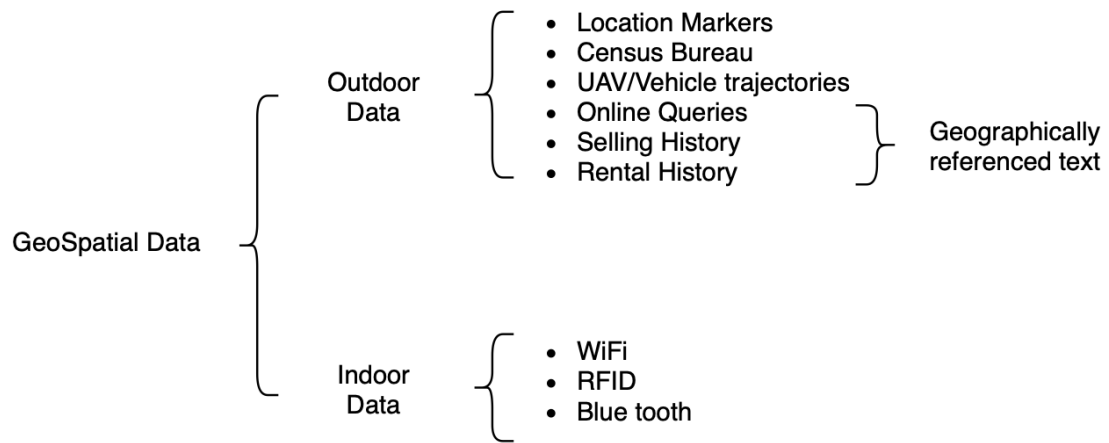 GeoSpatial Data
Outdoor
Data
• Location Markers
• Census Bureau
• UAV/Vehicle trajectories
• Online Queries
• Selling History
• Rental History
Geographically
referenced text
Indoor
Data
• WiFi
• RFID
• Blue tooth